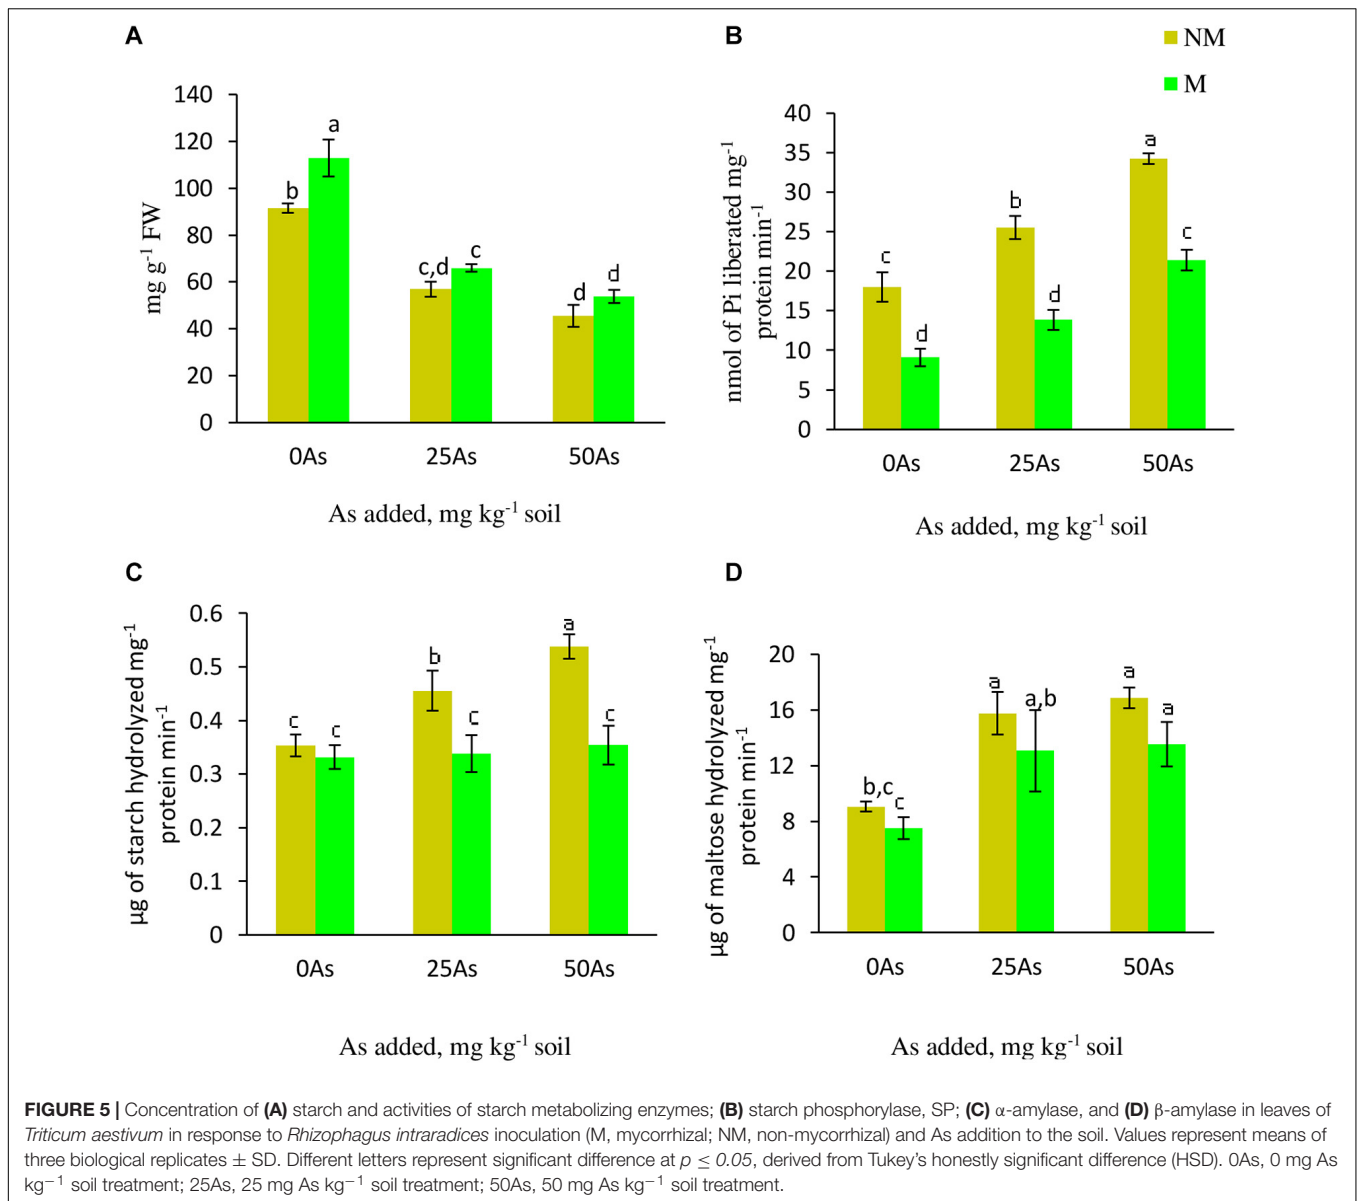 A
B
NM
M
140
120
100
80
60
40
20
0
mg g⁻¹ FW
b
a
c,d
c
d
d
0As
25As
50As
As added, mg kg⁻¹ soil
40
35
30
25
20
15
10
5
0
nmol of Pi liberated mg⁻¹
protein min⁻¹
c
d
b
d
a
c
0As
25As
50As
As added, mg kg⁻¹ soil
C
D
0.6
0.5
0.4
0.3
0.2
0.1
0
µg of starch hydrolyzed mg⁻¹
protein min⁻¹
c
c
b
c
a
c
0As
25As
50As
As added, mg kg⁻¹ soil
20
16
12
8
4
0
µg of maltose hydrolyzed mg⁻¹
protein min⁻¹
b,c
c
a
a,b
a
a
0As
25As
50As
As added, mg kg⁻¹ soil
FIGURE 5 | Concentration of (A) starch and activities of starch metabolizing enzymes; (B) starch phosphorylase, SP; (C) α-amylase, and (D) β-amylase in leaves of
Triticum aestivum in response to Rhizophagus intraradices inoculation (M, mycorrhizal; NM, non-mycorrhizal) and As addition to the soil. Values represent means of
three biological replicates ± SD. Different letters represent significant difference at p ≤ 0.05, derived from Tukey's honestly significant difference (HSD). 0As, 0 mg As
kg⁻¹ soil treatment; 25As, 25 mg As kg⁻¹ soil treatment; 50As, 50 mg As kg⁻¹ soil treatment.